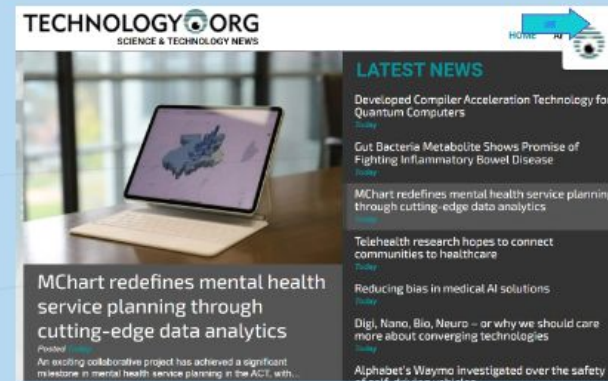 TECHNOLOGY ORG
SCIENCE & TECHNOLOGY NEWS
HOME
LATEST NEWS
Developed Compiler Acceleration Technology for
Quantum Computers
Today
Gut Bacteria Metabolite Shows Promise of
Fighting Inflammatory Bowel Disease
Today
MChart redefines mental health service planning
through cutting-edge data analytics
Today
Telehealth research hopes to connect
communities to healthcare
Today
Reducing bias in medical AI solutions
Today
Digi, Nano, Bio, Neuro – or why we should care
more about converging technologies
Today
Alphabet's Waymo investigated over the safety
of self-driving vehicles
MChart redefines mental health
service planning through
cutting-edge data analytics
Posted Today
An exciting collaborative project has achieved a significant
milestone in mental health service planning in the ACT, with...